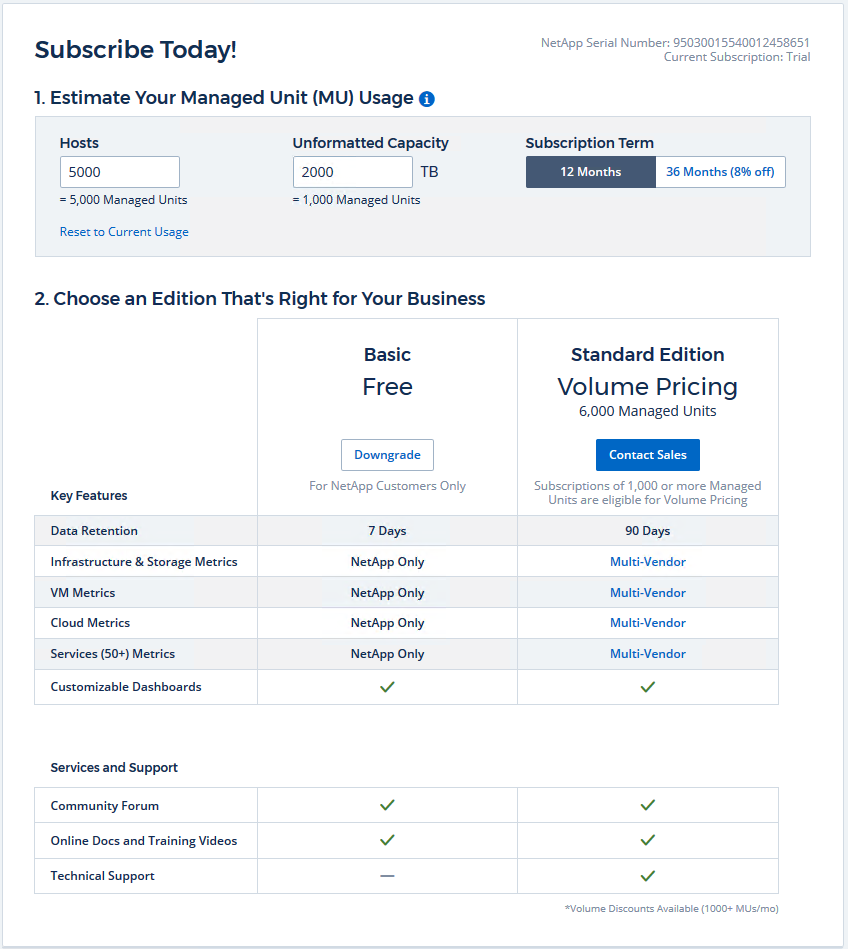 Subscribe Today!
NetApp Serial Number: 95030015540012458651
Current Subscription: Trial
1. Estimate Your Managed Unit (MU) Usage
Hosts
Unformatted Capacity
Subscription Term
5000
2000
TB
12 Months
36 Months (8% off)
= 5,000 Managed Units
= 1,000 Managed Units
Reset to Current Usage
2. Choose an Edition That's Right for Your Business
Basic
Free
Downgrade
For NetApp Customers Only
Standard Edition
Volume Pricing
6,000 Managed Units
Contact Sales
Subscriptions of 1,000 or more Managed
Units are eligible for Volume Pricing
Key Features
Data Retention 7 Days 90 Days
Infrastructure & Storage Metrics NetApp Only Multi-Vendor
VM Metrics NetApp Only Multi-Vendor
Cloud Metrics NetApp Only Multi-Vendor
Services (50+) Metrics NetApp Only Multi-Vendor
Customizable Dashboards
Services and Support
Community Forum
Online Docs and Training Videos
Technical Support —
*Volume Discounts Available (1000+ MUs/mo)